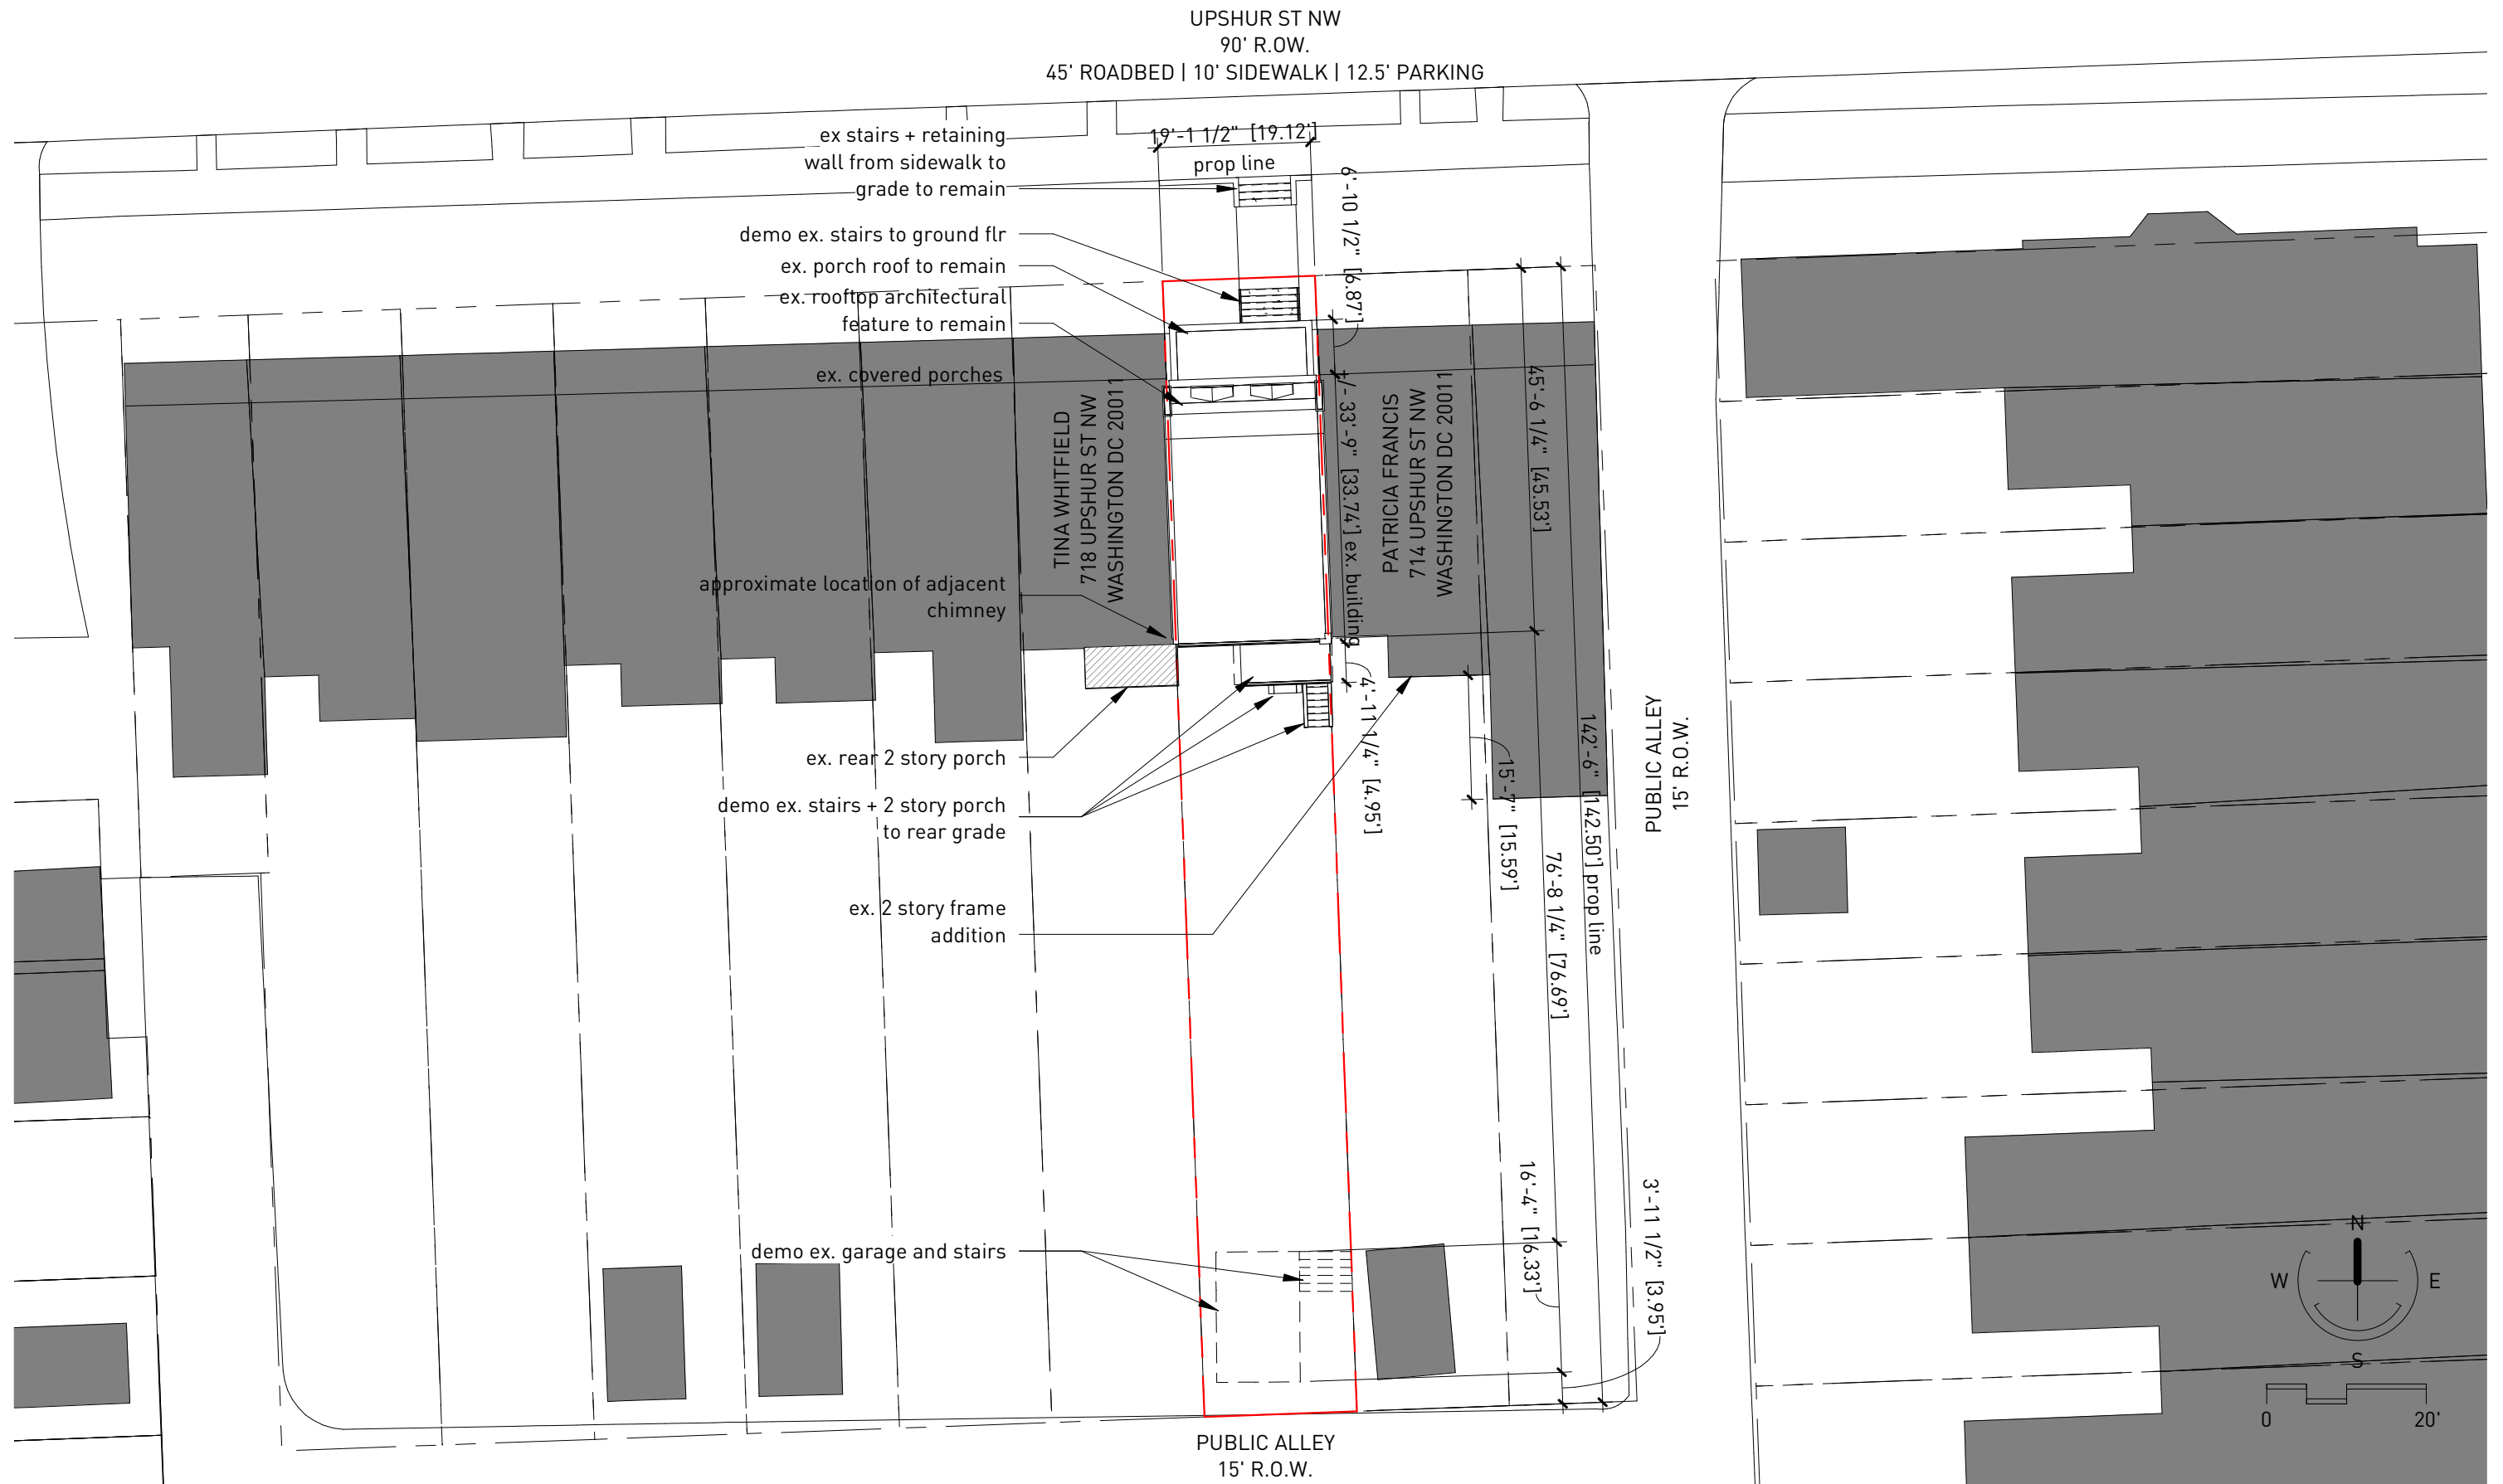 UPSHUR ST NW
90' R.OW.
45' ROADBED | 10' SIDEWALK | 12.5' PARKING
19'-1 1/2" [19.12']
prop line
ex stairs + retaining
wall from sidewalk to
grade to remain
demo ex. stairs to ground flr
ex. porch roof to remain
ex. rooftop architectural
feature to remain
ex. covered porches
6'-10 1/2" [6.87']
TINA WHITFIELD
718 UPSHUR ST NW
WASHINGTON DC 20011
+/- 33'-9" [33.74'] ex. building
PATRICIA FRANCIS
714 UPSHUR ST NW
WASHINGTON DC 20011
45'-6 1/4" [45.53']
approximate location of adjacent
chimney
ex. rear 2 story porch
demo ex. stairs + 2 story porch
to rear grade
4'-11 1/4" [4.95']
15'-7" [15.59']
142'-6" [142.50'] prop line
76'-8 1/4" [76.69']
PUBLIC ALLEY
15' R.O.W.
ex. 2 story frame
addition
demo ex. garage and stairs
16'-4" [16.33']
3'-11 1/2" [3.95']
N
W
E
S
0
20'
PUBLIC ALLEY
15' R.O.W.